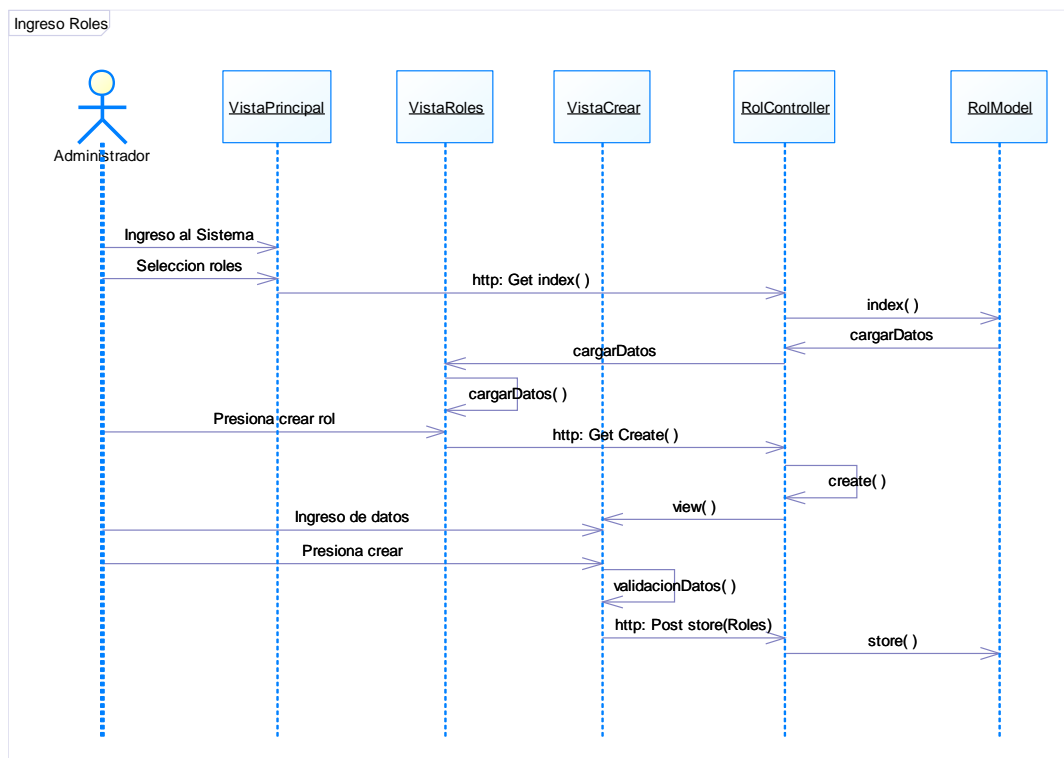 Ingreso Roles
VistaPrincipal
VistaRoles
VistaCrear
RolController
RolModel
Administrador
Ingreso al Sistema
Seleccion roles
http: Get index( )
index( )
cargarDatos
cargarDatos
cargarDatos( )
Presiona crear rol
http: Get Create( )
create( )
view( )
Ingreso de datos
Presiona crear
validacionDatos( )
http: Post store(Roles)
store( )